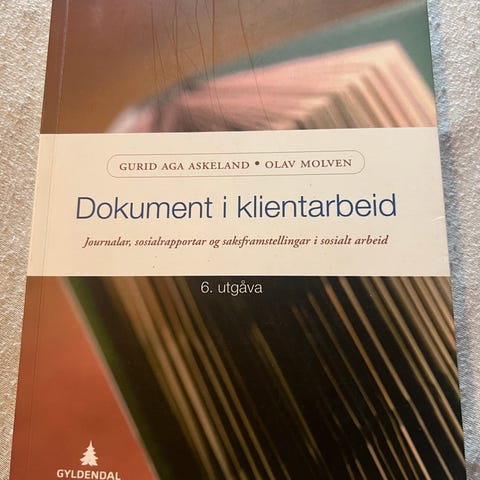 GURID AGA ASKELAND • OLAV MOLVEN
Dokument i klientarbeid
Journalar, sosialrapportar og saksframstellingar i sosialt arbeid
6. utgåva
GYLDENDAL